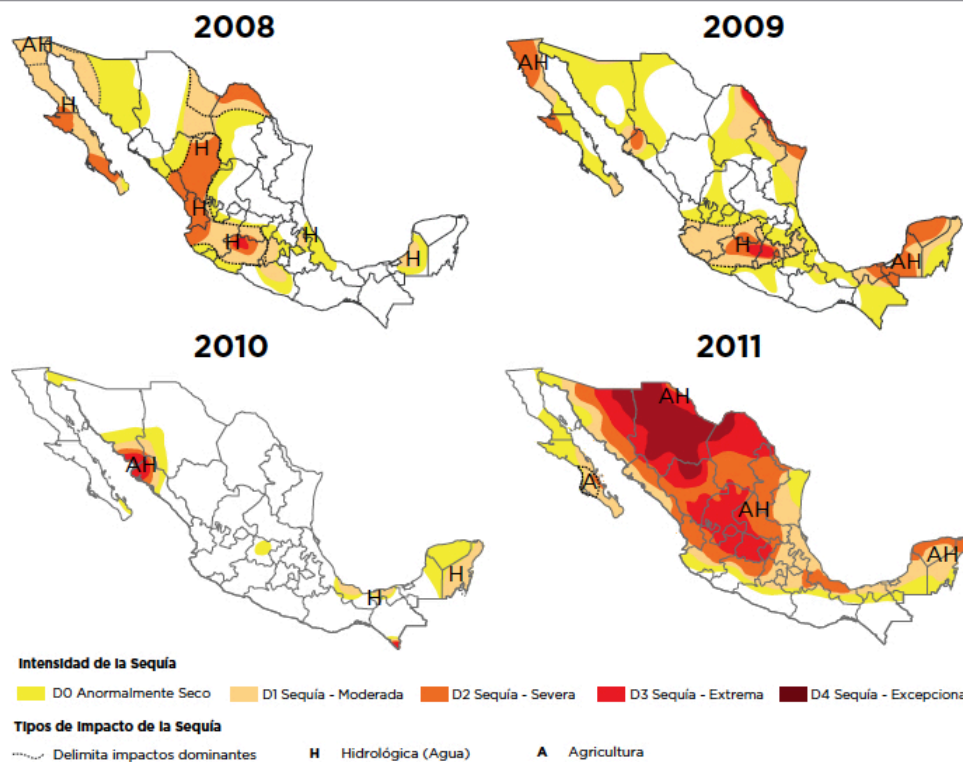 2008
2009
AH
H
H
H
H
H
H
AH
H
AH
2010
2011
AH
H
H
AH
A
AH
AH
Intensidad de la Sequía
D0 Anormalmente Seco
D1 Sequía - Moderada
D2 Sequía - Severa
D3 Sequía - Extrema
D4 Sequía - Excepciona
Tipos de Impacto de la Sequía
Delimita impactos dominantes
H Hidrológica (Agua)
A Agricultura